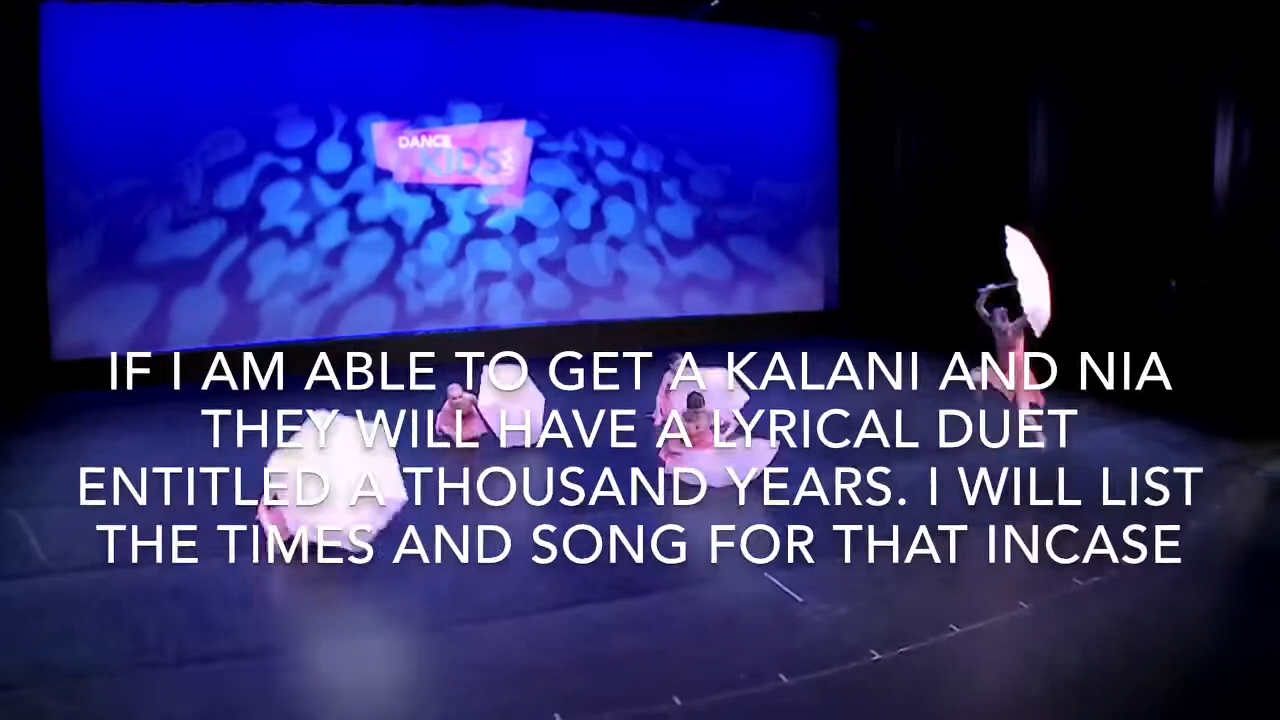 DANCE
KIDS
IF I AM ABLE TO GET A KALANI AND NIA
THEY WILL HAVE A LYRICAL DUET
ENTITLED A THOUSAND YEARS. I WILL LIST
THE TIMES AND SONG FOR THAT INCASE